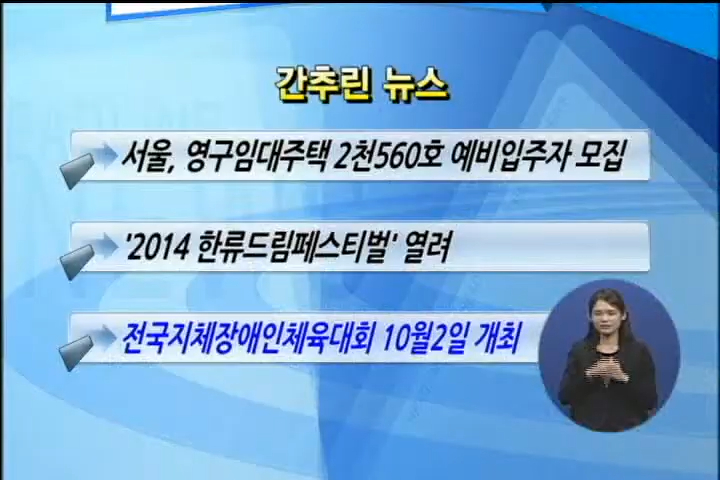 간추린 뉴스
서울, 영구임대주택 2천560호 예비입주자 모집
'2014 한류드림페스티벌' 열려
전국지체장애인체육대회 10월2일 개최